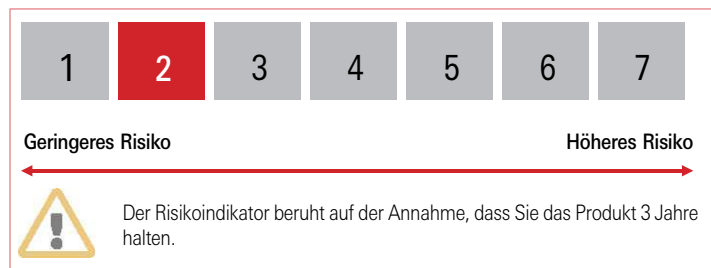 1 2 3 4 5 6 7
Geringeres Risiko Höheres Risiko
Der Risikoindikator beruht auf der Annahme, dass Sie das Produkt 3 Jahre
halten.